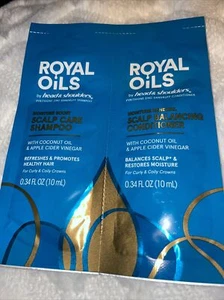 ROYAL
OILS
by head & shoulders
SCALP CARE
SHAMPOO
WITH COCONUT OIL
& APPLE CIDER VINEGAR
REFRESHES & PROMOTES
HEALTHY HAIR
For Curly & Coily Crowns
0.34 FL OZ (10 mL)
ROYAL
OILS
by head & shoulders
SCALP BALANCING
CONDITIONER
WITH COCONUT OIL
& APPLE CIDER VINEGAR
BALANCES SCALP* &
RESTORES MOISTURE
For Curly & Coily Crowns
0.34 FL OZ (10 mL)